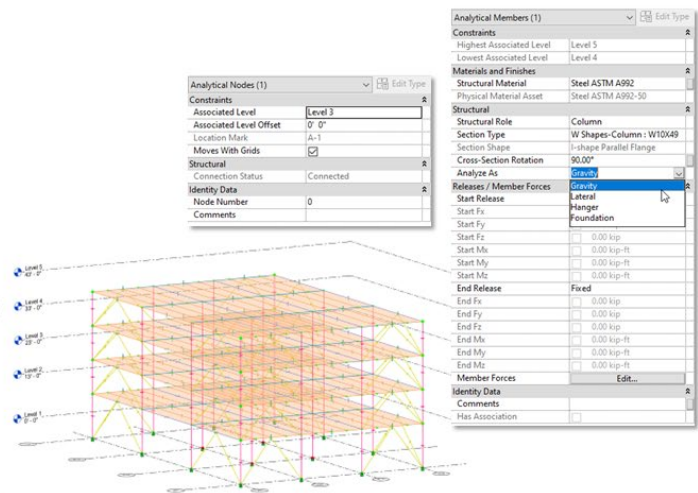 Analytical Nodes (1)
Edit Type
Constraints
Associated Level Level 3
Associated Level Offset 0' 0"
Location Mark A-1
Moves With Grids
Structural
Connection Status Connected
Identity Data
Node Number 0
Comments
Analytical Members (1)
Edit Type
Constraints
Highest Associated Level Level 5
Lowest Associated Level Level 4
Materials and Finishes
Structural Material Steel ASTM A992
Physical Material Asset Steel ASTM A992-50
Structural
Structural Role Column
Section Type W Shapes-Column : W10X49
Section Shape I-shape Parallel Flange
Cross-Section Rotation 90.00°
Analyze As Gravity
Gravity
Lateral
Hanger
Foundation
Releases / Member Forces
Start Release
Start Fx
Start Fy
Start Fz 0.00 kip
Start Mx 0.00 kip-ft
Start My 0.00 kip-ft
Start Mz 0.00 kip-ft
End Release Fixed
End Fx 0.00 kip
End Fy 0.00 kip
End Fz 0.00 kip
End Mx 0.00 kip-ft
End My 0.00 kip-ft
End Mz 0.00 kip-ft
Member Forces Edit...
Identity Data
Comments
Has Association
Level 5
43' - 0"
Level 4
33' - 0"
Level 3
23' - 0"
Level 2
13' - 0"
Level 1
0' - 0"